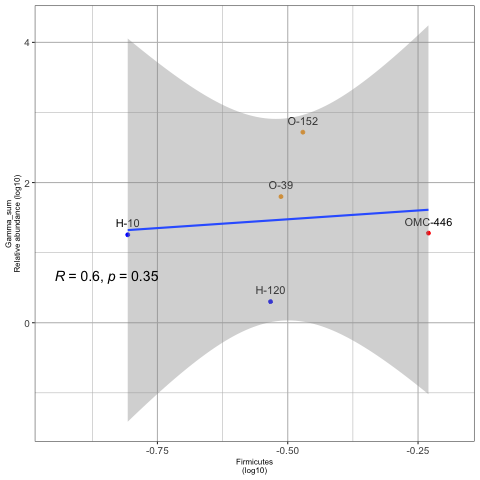 Gamma_sum
Relative abundance (log10)
4
2
0
O-152
O-39
H-10
OMC-446
R = 0.6, p = 0.35
H-120
-0.75
-0.50
-0.25
Firmicutes
(log10)